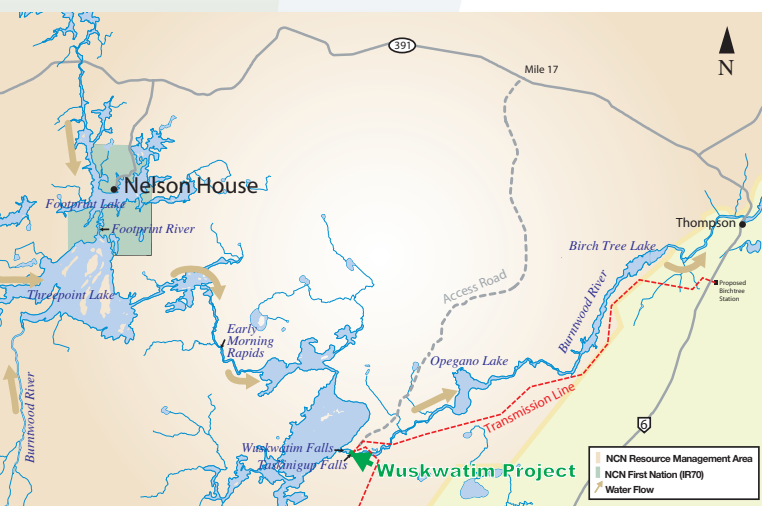 391
Mile 17
N
Nelson House
Footprint Lake
Footprint River
Thompson
Birch Tree Lake
Threepoint Lake
Access Road
Proposed
Birchtree
Station
Early
Morning
Rapids
Burntwood River
Opegano Lake
Burntwood River
Transmission Line
6
Wuskwatim Falls
Taskinigup Falls
Wuskwatim Project
NCN Resource Management Area
NCN First Nation (IR70)
Water Flow